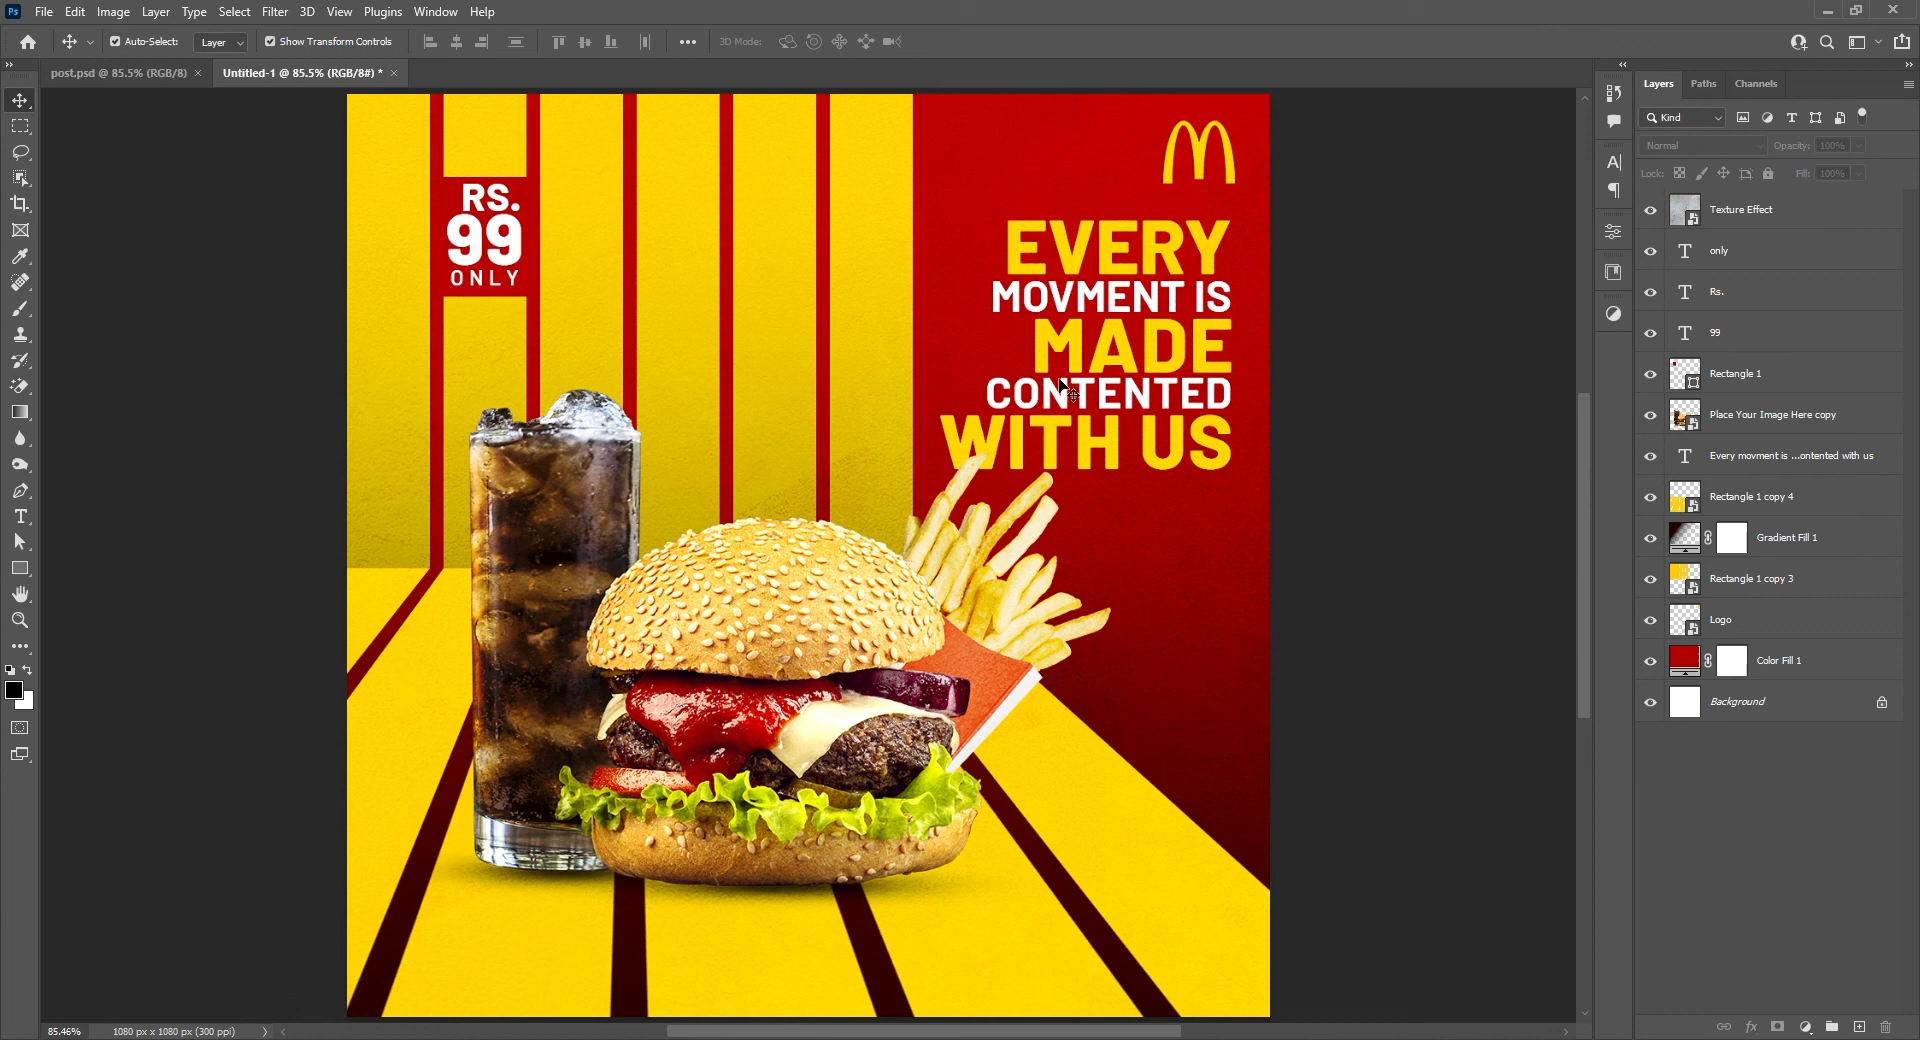 Ps File Edit Image Layer Type Select Filter 3D View Plugins Window Help
Auto-Select: Layer Show Transform Controls 3D Mode:
post.psd @ 85.5% (RGB/8) × Untitled-1 @ 85.5% (RGB/8#) * ×
RS.
99
ONLY
EVERY
MOVMENT IS
MADE
CONTENTED
WITH US
Layers Paths Channels
Kind
Normal Opacity: 100%
Lock: Fill: 100%
Texture Effect
only
Rs.
99
Rectangle 1
Place Your Image Here copy
Every movment is ...ontented with us
Rectangle 1 copy 4
Gradient Fill 1
Rectangle 1 copy 3
Logo
Color Fill 1
Background
85.46% 1080 px x 1080 px (300 ppi)